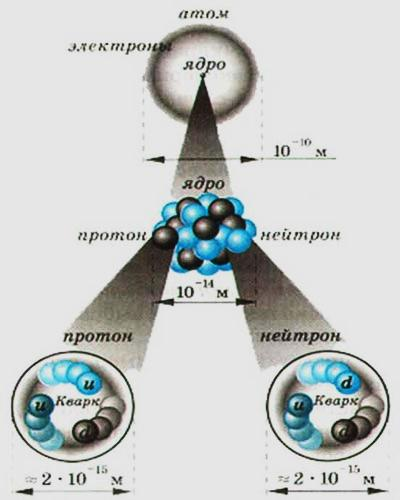 атом
электроны
ядро
10⁻¹⁰ м
ядро
протон
нейтрон
10⁻¹⁴ м
протон
нейтрон
u
u Кварк
d
d
u Кварк
d
≈ 2 · 10⁻¹⁵ м
≈ 2 · 10⁻¹⁵ м